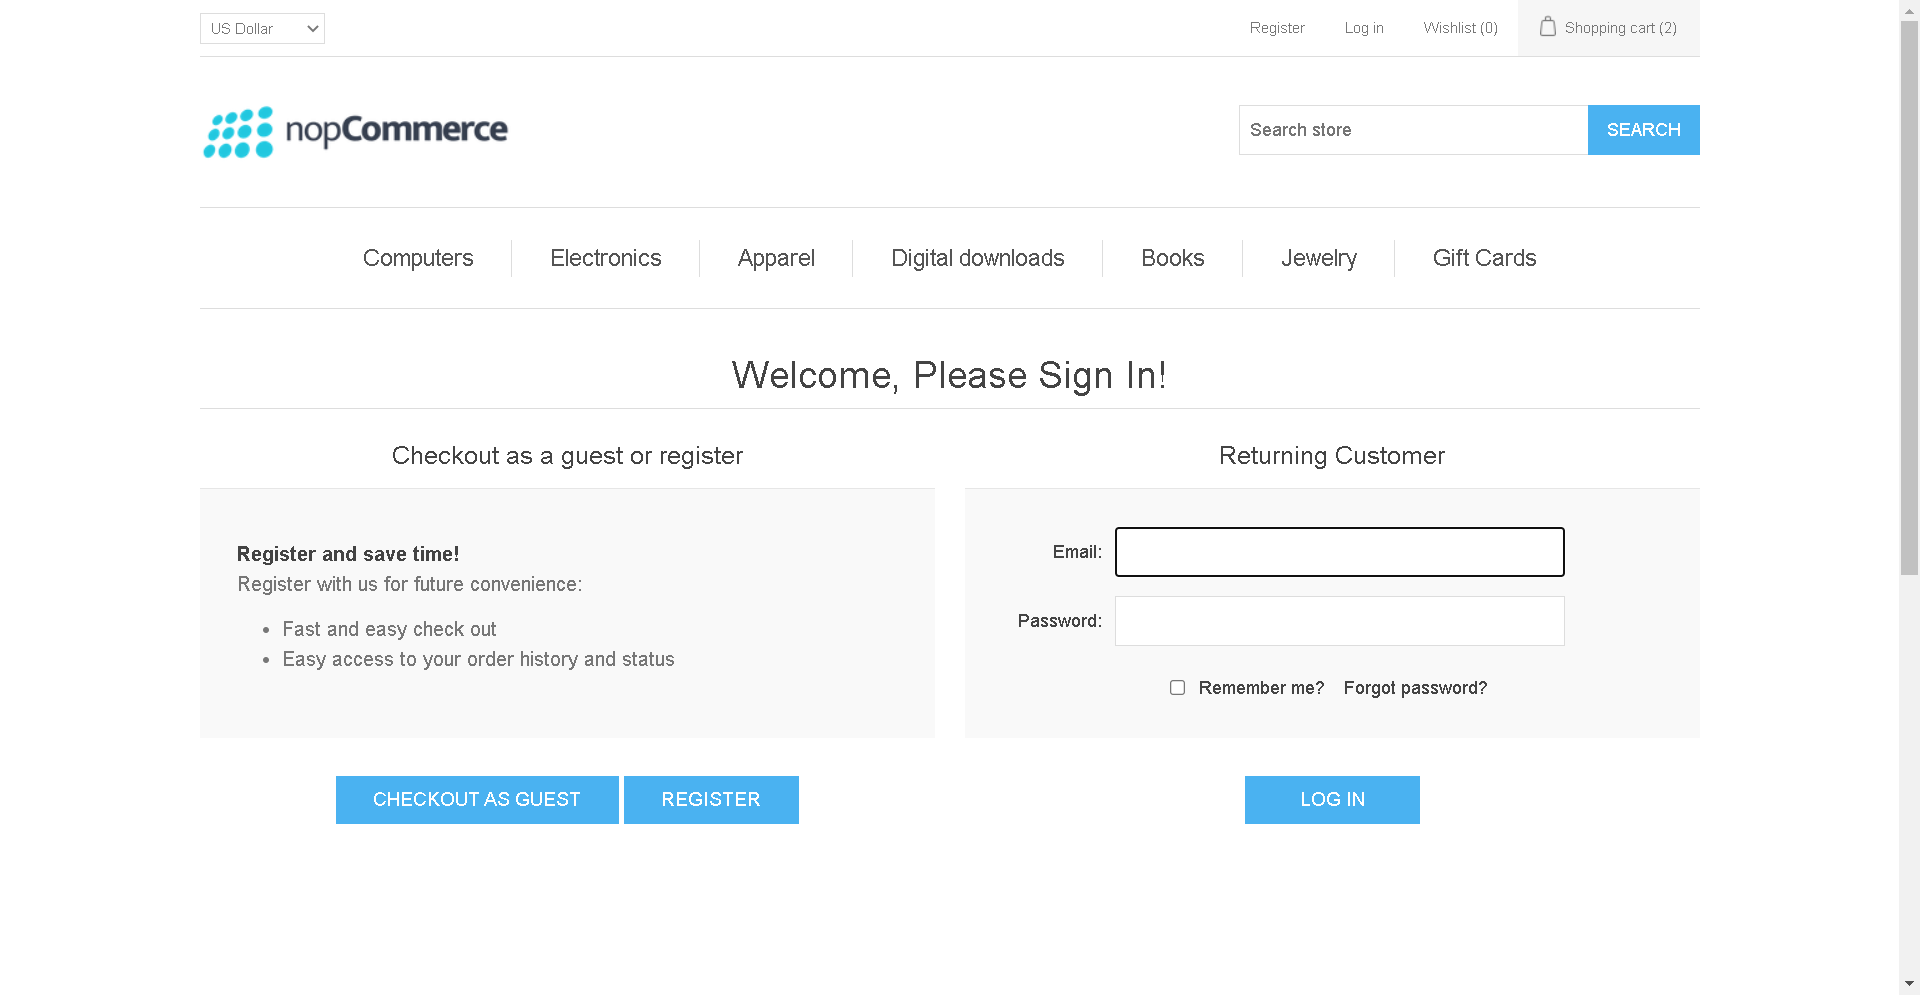 US Dollar
Register
Log in
Wishlist (0)
Shopping cart (2)
nopCommerce
Search store
SEARCH
Computers
Electronics
Apparel
Digital downloads
Books
Jewelry
Gift Cards
Welcome, Please Sign In!
Checkout as a guest or register
Register and save time!
Register with us for future convenience:
Fast and easy check out
Easy access to your order history and status
CHECKOUT AS GUEST
REGISTER
Returning Customer
Email:
Password:
Remember me?
Forgot password?
LOG IN